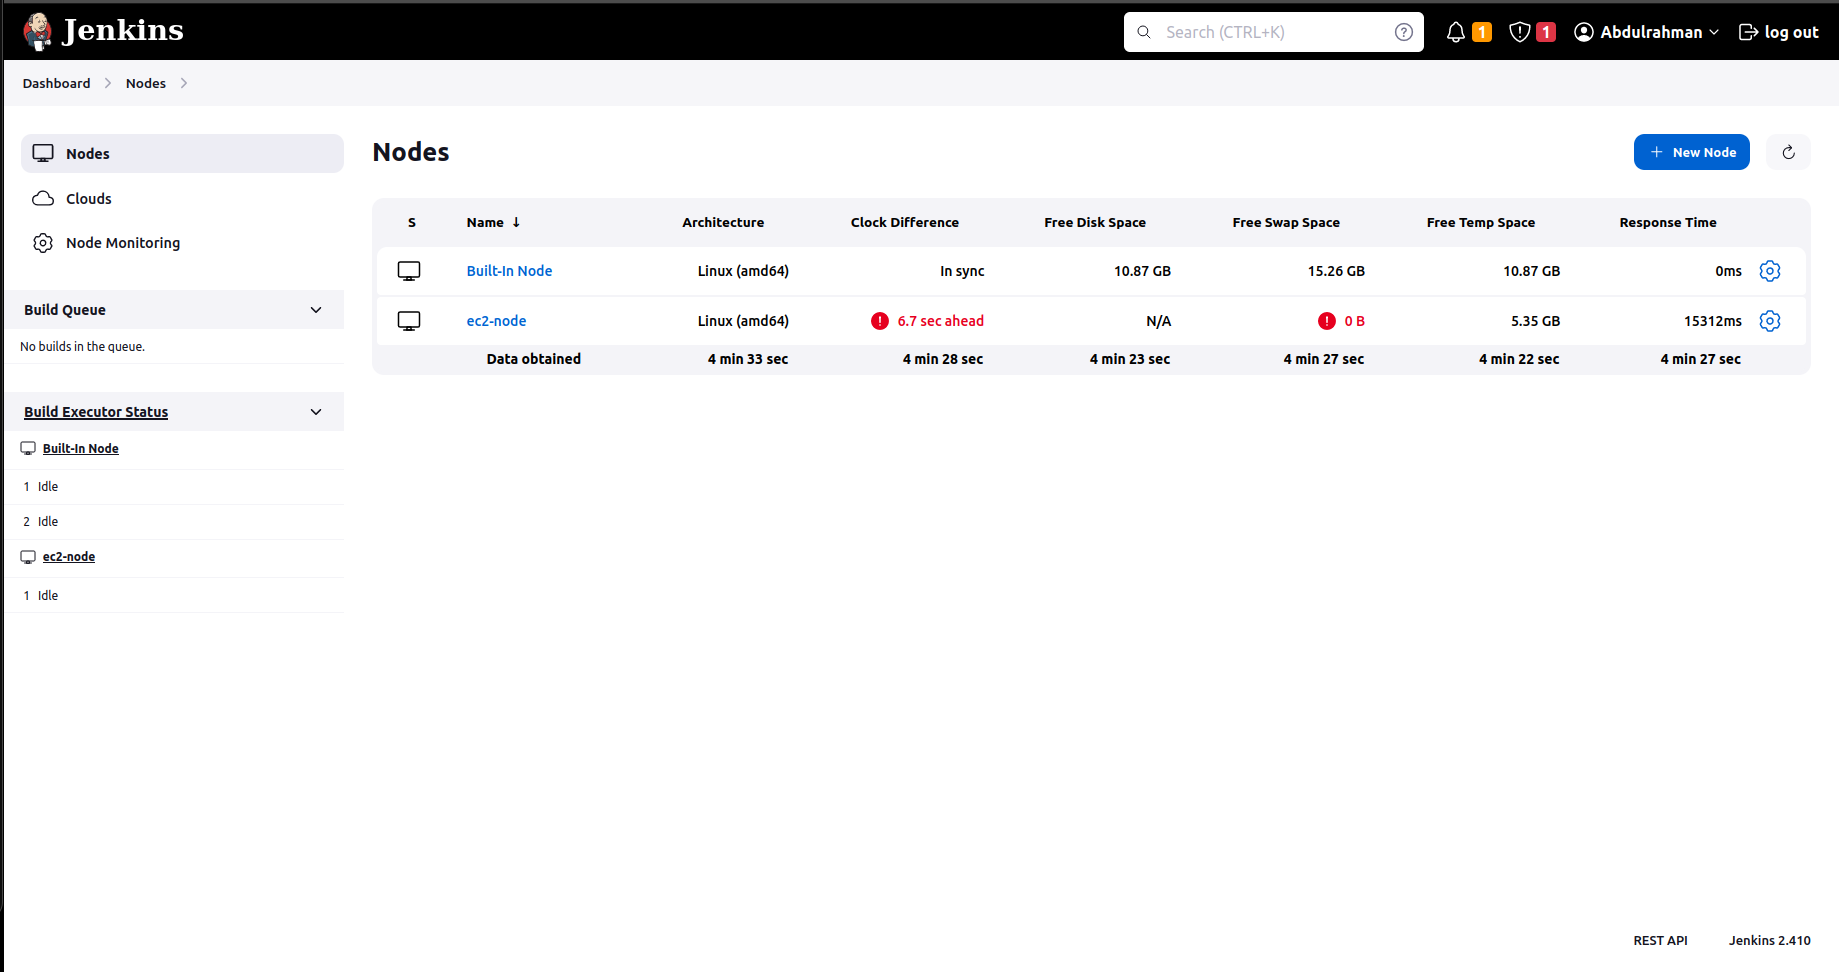 Jenkins
Search (CTRL+K)
1
1
Abdulrahman
log out
Dashboard
Nodes
Nodes
Clouds
Node Monitoring
Build Queue
No builds in the queue.
Build Executor Status
Built-In Node
1 Idle
2 Idle
ec2-node
1 Idle
Nodes
+ New Node
S Name ↓ Architecture Clock Difference Free Disk Space Free Swap Space Free Temp Space Response Time
Built-In Node Linux (amd64) In sync 10.87 GB 15.26 GB 10.87 GB 0ms
ec2-node Linux (amd64) 6.7 sec ahead N/A 0 B 5.35 GB 15312ms
Data obtained 4 min 33 sec 4 min 28 sec 4 min 23 sec 4 min 27 sec 4 min 22 sec 4 min 27 sec
REST API
Jenkins 2.410